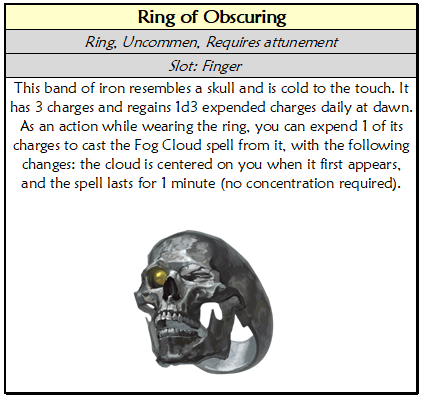 Ring of Obscuring
Ring, Uncommen, Requires attunement
Slot: Finger
This band of iron resembles a skull and is cold to the touch. It
has 3 charges and regains 1d3 expended charges daily at dawn.
As an action while wearing the ring, you can expend 1 of its
charges to cast the Fog Cloud spell from it, with the following
changes: the cloud is centered on you when it first appears,
and the spell lasts for 1 minute (no concentration required).